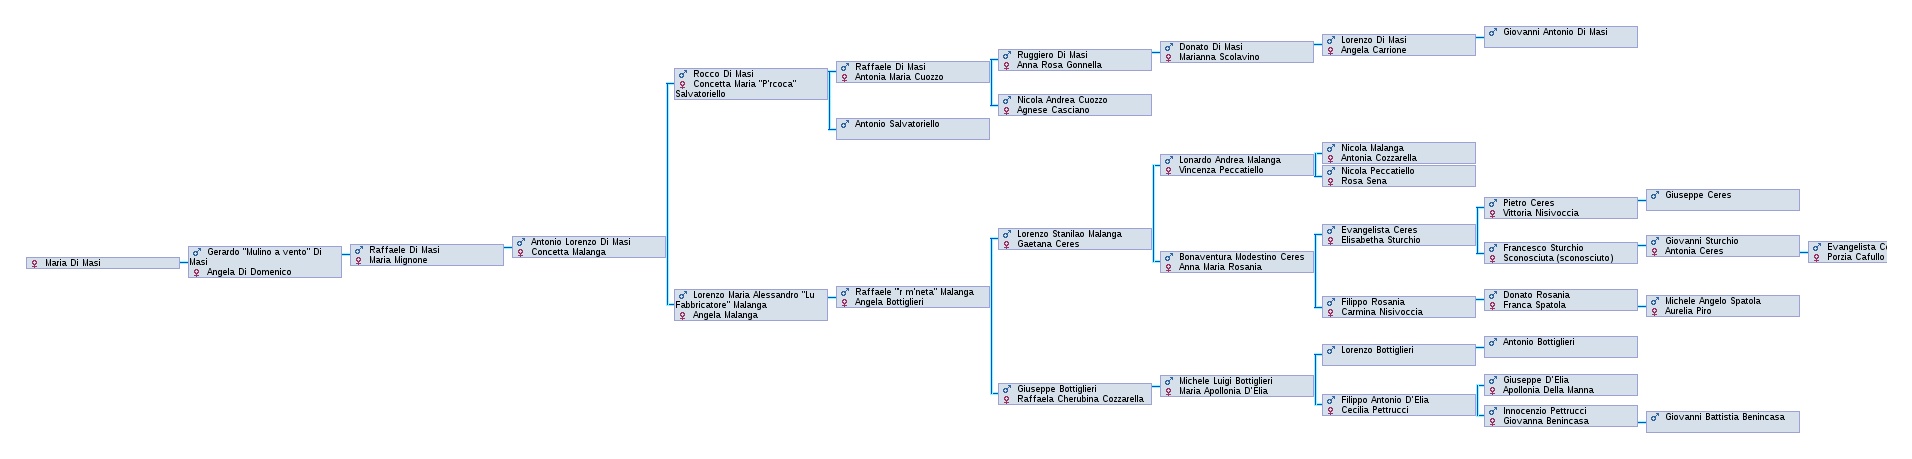 Maria Di Masi
Gerardo "Mulino a vento" Di
Masi
Angela Di Domenico
Raffaele Di Masi
Maria Mignone
Antonio Lorenzo Di Masi
Concetta Malanga
Rocco Di Masi
Concetta Maria "P'rcoca"
Salvatoriello
Lorenzo Maria Alessandro "Lu
Fabbricatore" Malanga
Angela Malanga
Raffaele Di Masi
Antonia Maria Cuozzo
Antonio Salvatoriello
Raffaele "'r m'neta" Malanga
Angela Bottiglieri
Ruggiero Di Masi
Anna Rosa Gonnella
Nicola Andrea Cuozzo
Agnese Casciano
Lorenzo Stanilao Malanga
Gaetana Ceres
Giuseppe Bottiglieri
Raffaela Cherubina Cozzarella
Donato Di Masi
Marianna Scolavino
Lonardo Andrea Malanga
Vincenza Peccatiello
Bonaventura Modestino Ceres
Anna Maria Rosania
Michele Luigi Bottiglieri
Maria Apollonia D'Elia
Lorenzo Di Masi
Angela Carrione
Nicola Malanga
Antonia Cozzarella
Nicola Peccatiello
Rosa Sena
Evangelista Ceres
Elisabetha Sturchio
Filippo Rosania
Carmina Nisivoccia
Lorenzo Bottiglieri
Filippo Antonio D'Elia
Cecilia Pettrucci
Giovanni Antonio Di Masi
Pietro Ceres
Vittoria Nisivoccia
Francesco Sturchio
Sconosciuta (sconosciuto)
Donato Rosania
Franca Spatola
Antonio Bottiglieri
Giuseppe D'Elia
Apollonia Della Manna
Innocenzio Pettrucci
Giovanna Benincasa
Giuseppe Ceres
Giovanni Sturchio
Antonia Ceres
Michele Angelo Spatola
Aurelia Piro
Giovanni Battistia Benincasa
Evangelista
Porzia Cafullo